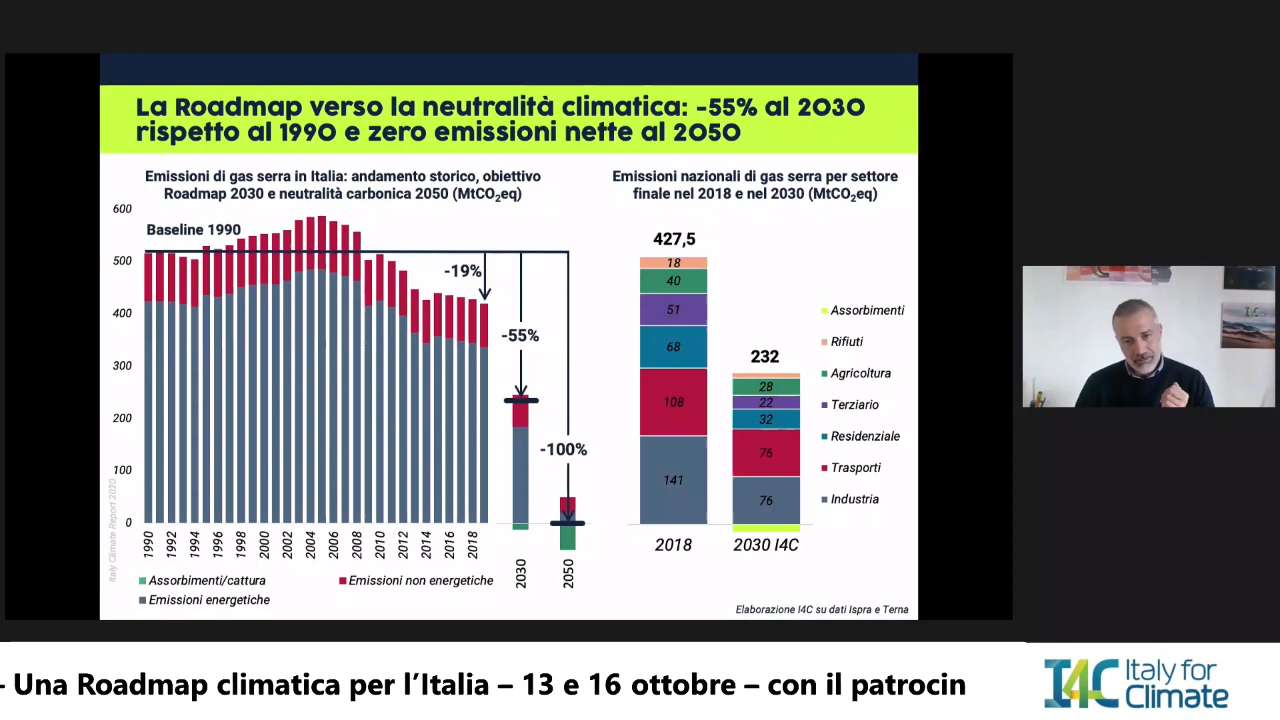 La Roadmap verso la neutralità climatica: -55% al 2030
rispetto al 1990 e zero emissioni nette al 2050
Emissioni di gas serra in Italia: andamento storico, obiettivo
Roadmap 2030 e neutralità carbonica 2050 (MtCO₂eq)
600
500
400
300
200
100
0
Baseline 1990
-19%
-55%
-100%
1990
1992
1994
1996
1998
2000
2002
2004
2006
2008
2010
2012
2014
2016
2018
2030
2050
Assorbimenti/cattura
Emissioni non energetiche
Emissioni energetiche
Italy Climate Report 2020
Emissioni nazionali di gas serra per settore
finale nel 2018 e nel 2030 (MtCO₂eq)
427,5
18
40
51
68
108
141
2018
232
28
22
32
76
76
2030 I4C
Assorbimenti
Rifiuti
Agricoltura
Terziario
Residenziale
Trasporti
Industria
Elaborazione I4C su dati Ispra e Terna
I4C
- Una Roadmap climatica per l’Italia – 13 e 16 ottobre – con il patrocin
I4C Italy for
Climate